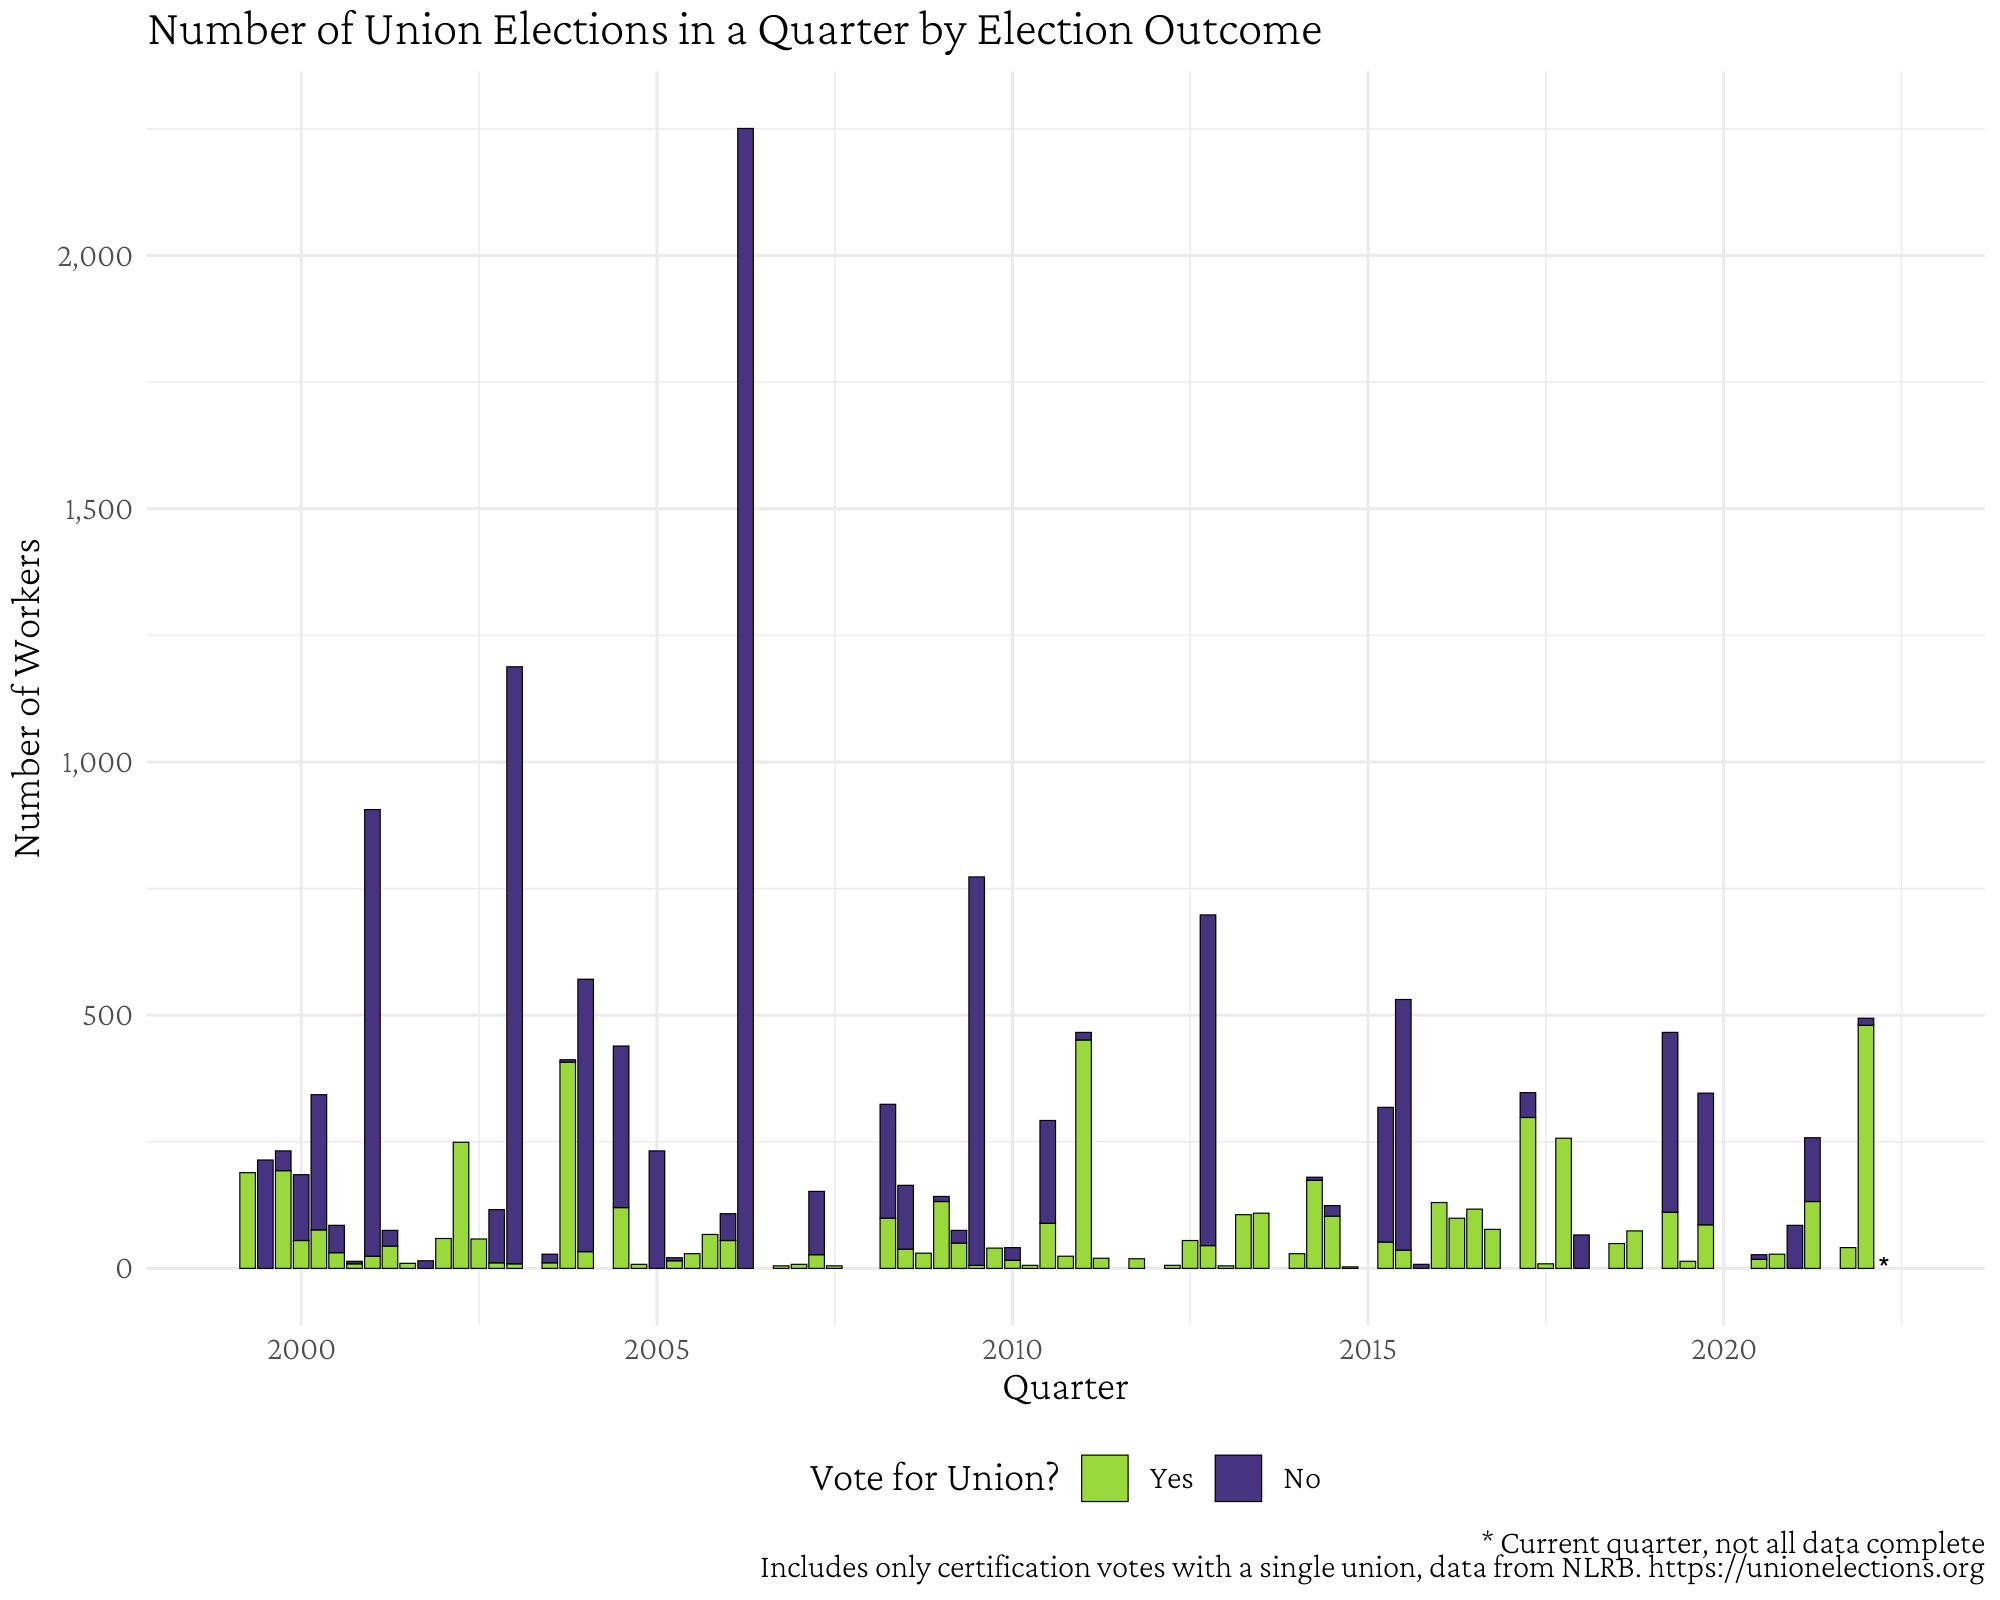 Number of Union Elections in a Quarter by Election Outcome
Number of Workers
2,000
1,500
1,000
500
0
*
2000 2005 2010 2015 2020
Quarter
Vote for Union? Yes No
* Current quarter, not all data complete
Includes only certification votes with a single union, data from NLRB. https://unionelections.org